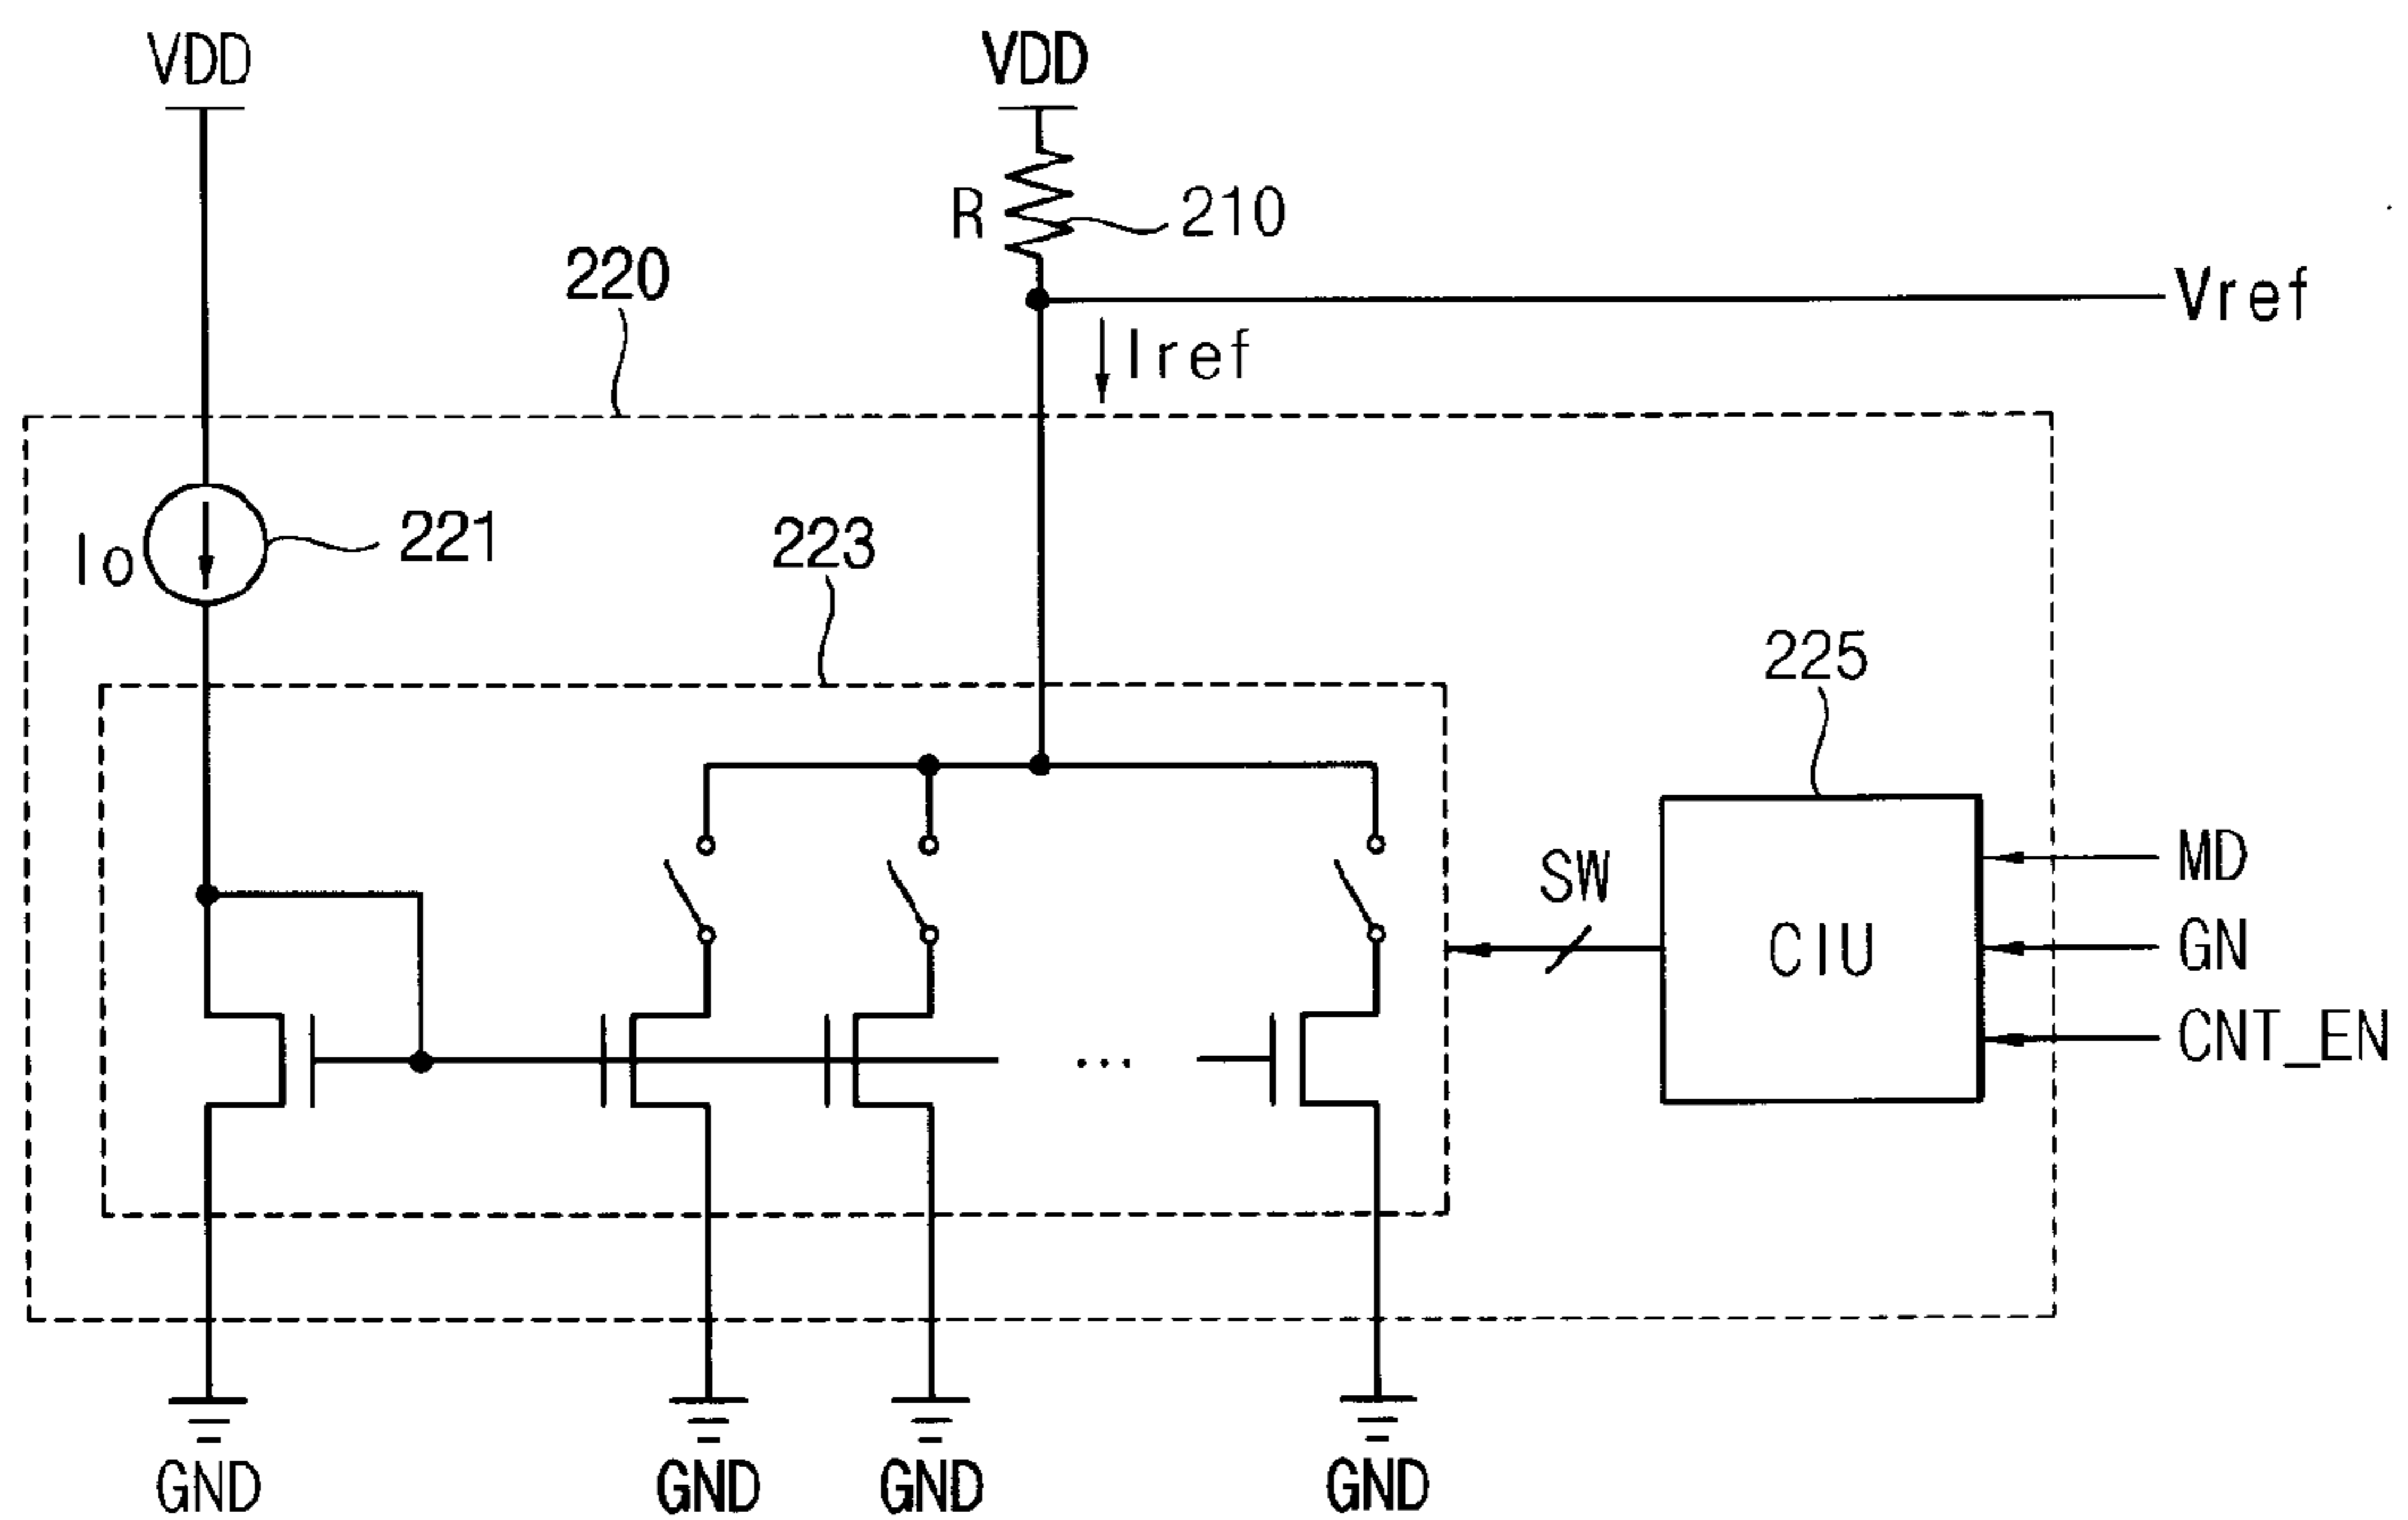 VDD
VDD
R
210
220
Vref
Iref
Io
221
223
225
SW
CIU
MD
GN
CNT_EN
...
GND
GND
GND
GND